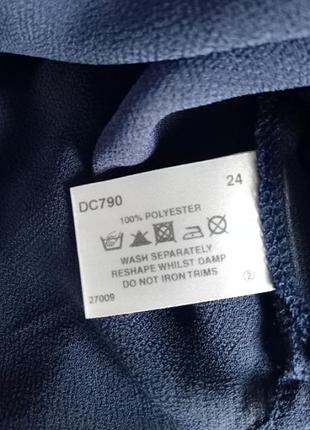 DC790 24
100% POLYESTER
WASH SEPARATELY
RESHAPE WHILST DAMP
DO NOT IRON TRIMS
27009 2